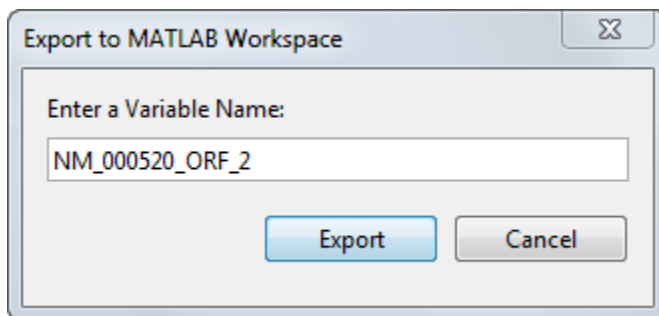 Export to MATLAB Workspace
Enter a Variable Name:
NM_000520_ORF_2
Export Cancel